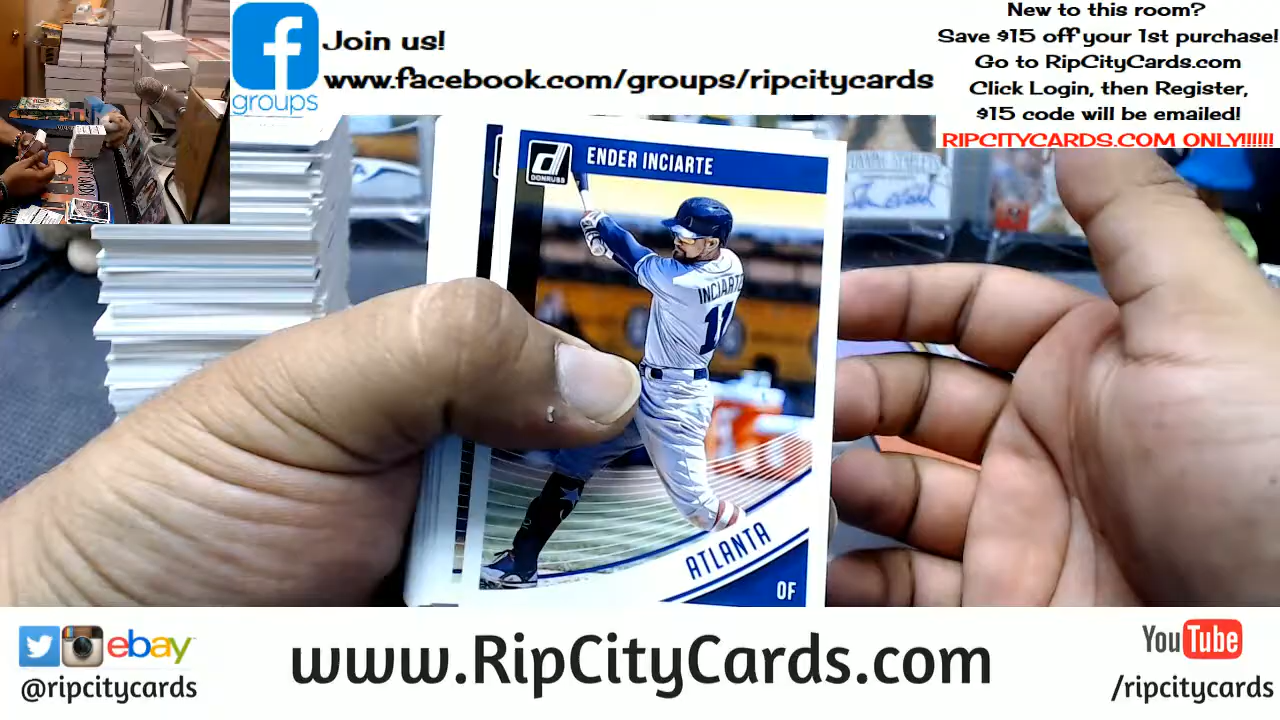 Join us!
www.facebook.com/groups/ripcitycards
groups
New to this room?
Save $15 off your 1st purchase!
Go to RipCityCards.com
Click Login, then Register,
$15 code will be emailed!
RIPCITYCARDS.COM ONLY!!!!!!
DONRUSS
ENDER INCIARTE
INCIARTE
11
ATLANTA
OF
ebay
@ripcitycards
www.RipCityCards.com
YouTube
/ripcitycards